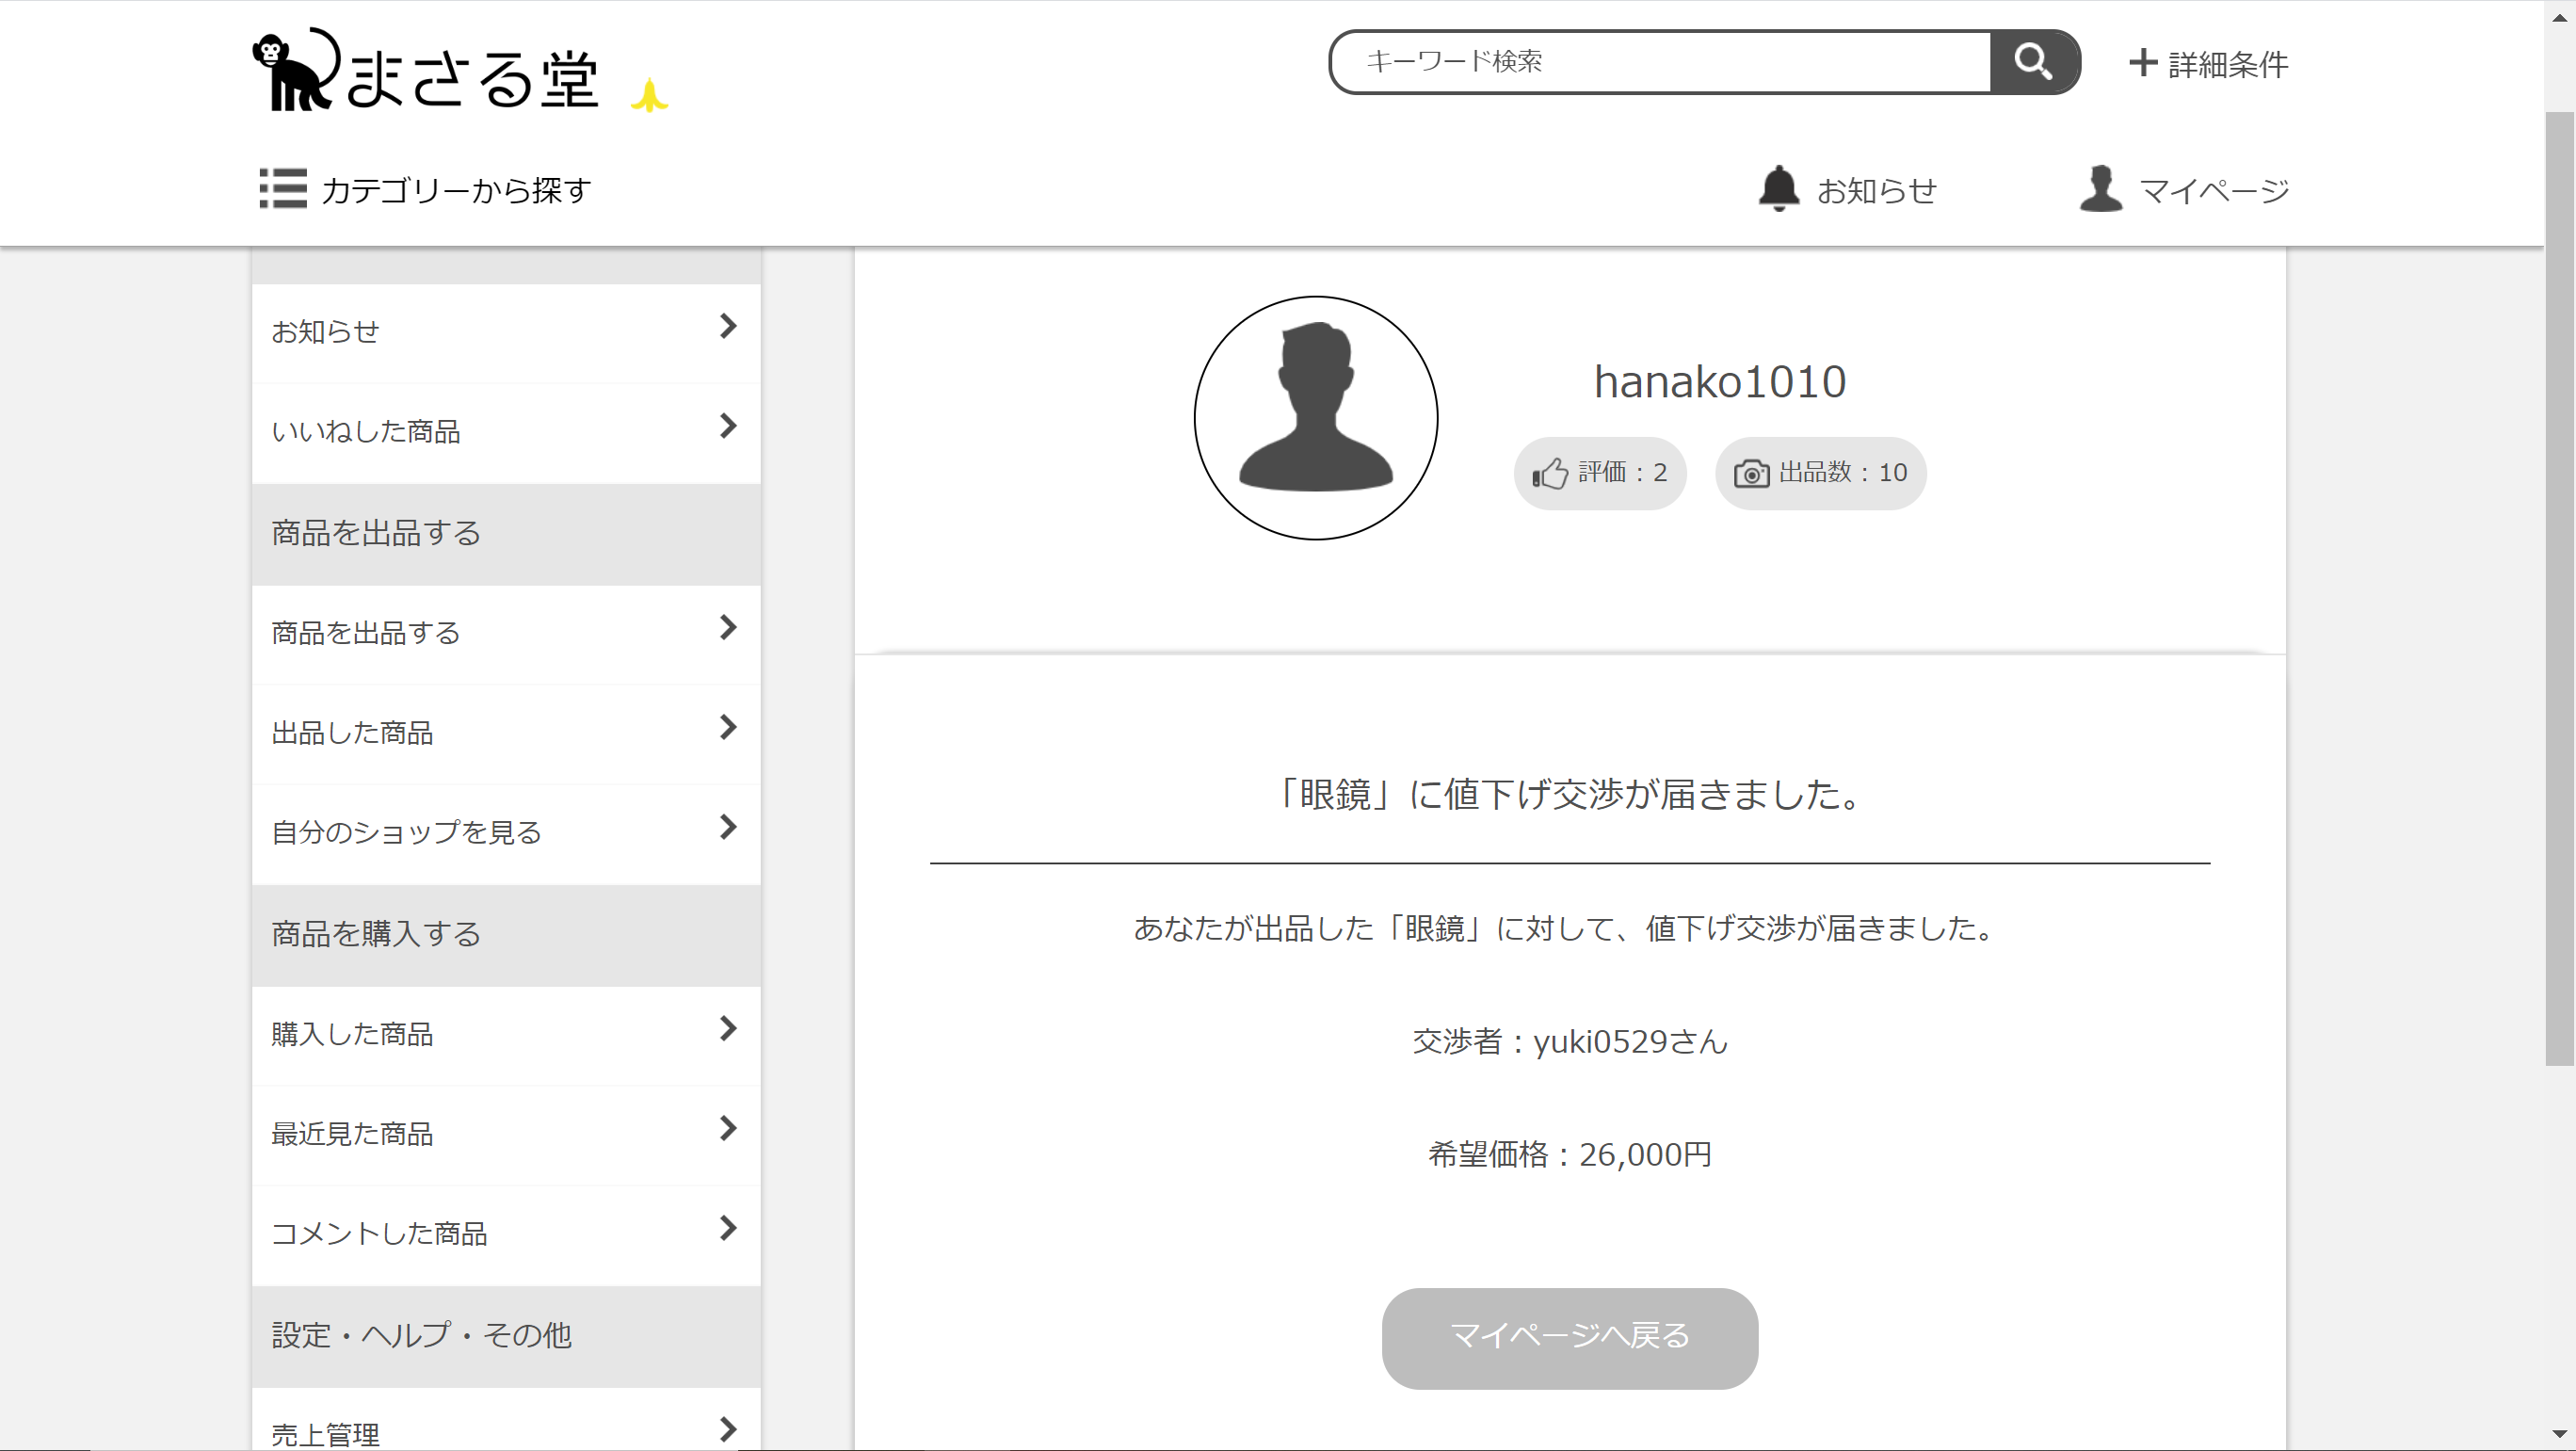 まさる堂
キーワード検索
詳細条件
カテゴリーから探す
お知らせ
マイページ
お知らせ
いいねした商品
商品を出品する
商品を出品する
出品した商品
自分のショップを見る
商品を購入する
購入した商品
最近見た商品
コメントした商品
設定・ヘルプ・その他
売上管理
hanako1010
評価：2
出品数：10
「眼鏡」に値下げ交渉が届きました。
あなたが出品した「眼鏡」に対して、値下げ交渉が届きました。
交渉者：yuki0529さん
希望価格：26,000円
マイページへ戻る